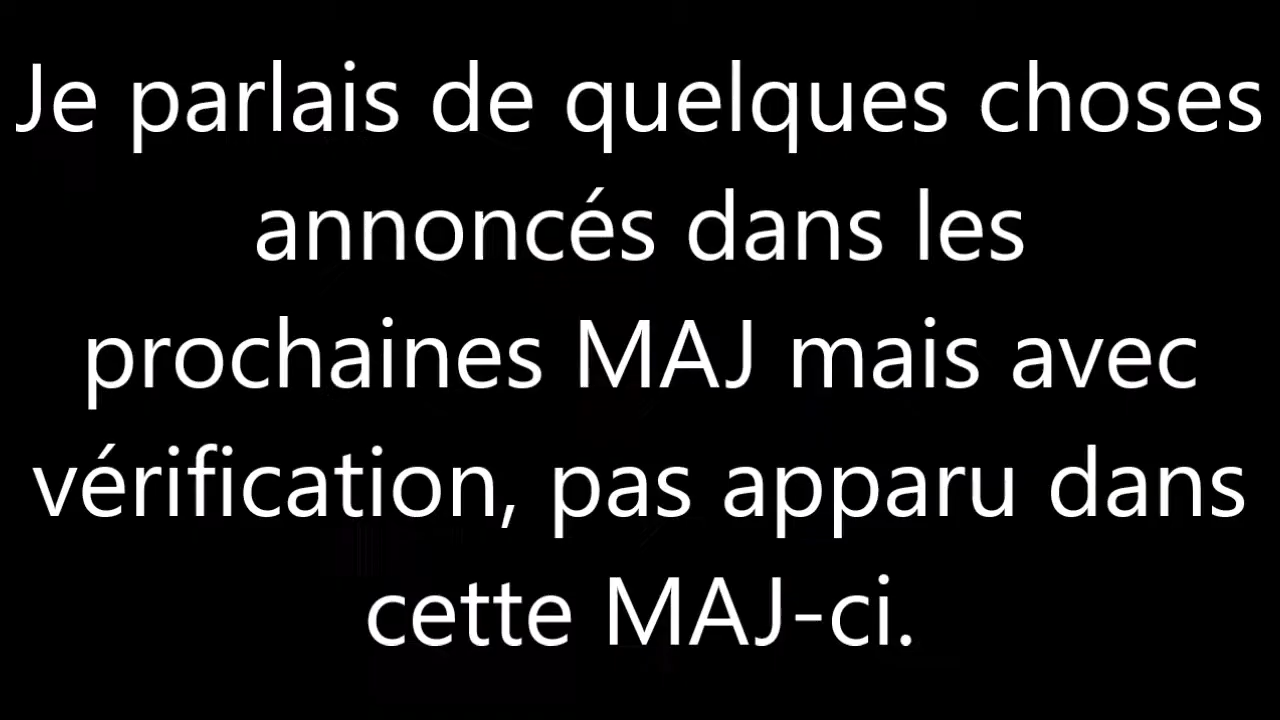 Je parlais de quelques choses
annoncés dans les
prochaines MAJ mais avec
vérification, pas apparu dans
cette MAJ-ci.